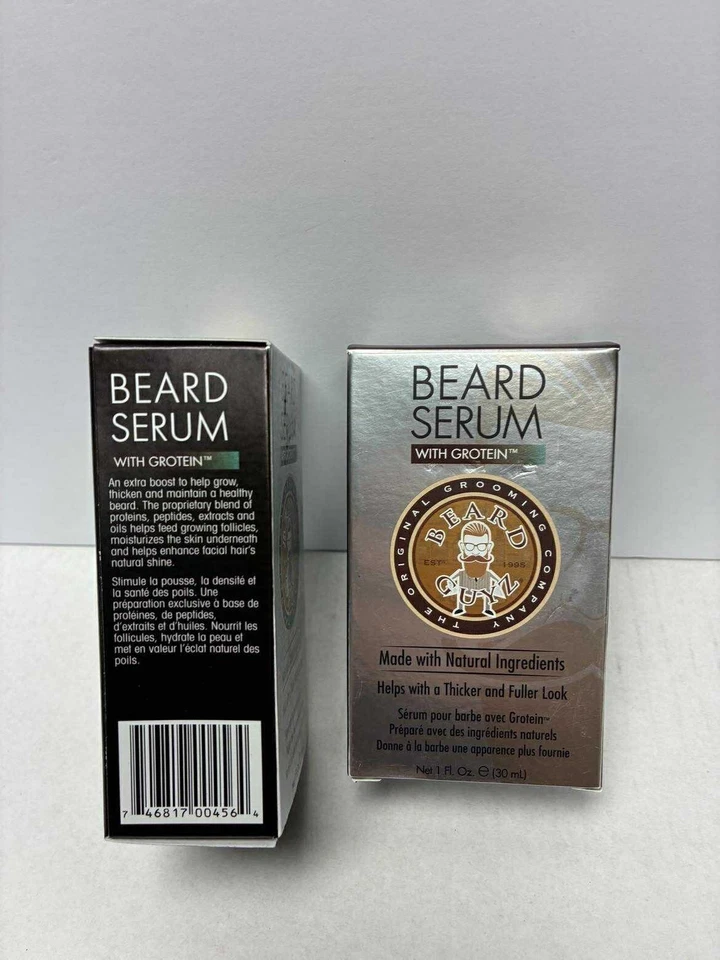 BEARD
SERUM
WITH GROTEIN™
An extra boost to help grow,
thicken and maintain a healthy
beard. The proprietary blend of
proteins, peptides, extracts and
oils helps feed growing follicles,
moisturizes the skin underneath
and helps enhance facial hair's
natural shine.
Stimule la pousse, la densité et
la santé des poils. Une
préparation exclusive à base de
protéines, de peptides,
d'extraits et d'huiles. Nourrit les
follicules, hydrate la peau et
met en valeur l'éclat naturel des
poils.
7 46817 00456 4
BEARD
SERUM
WITH GROTEIN™
THE ORIGINAL GROOMING COMPANY
BEARD
EST. 1995
GUYZ
Made with Natural Ingredients
Helps with a Thicker and Fuller Look
Sérum pour barbe avec Grotein™
Préparé avec des ingrédients naturels
Donne à la barbe une apparence plus fournie
Net 1 Fl. Oz. ℮ (30 mL)